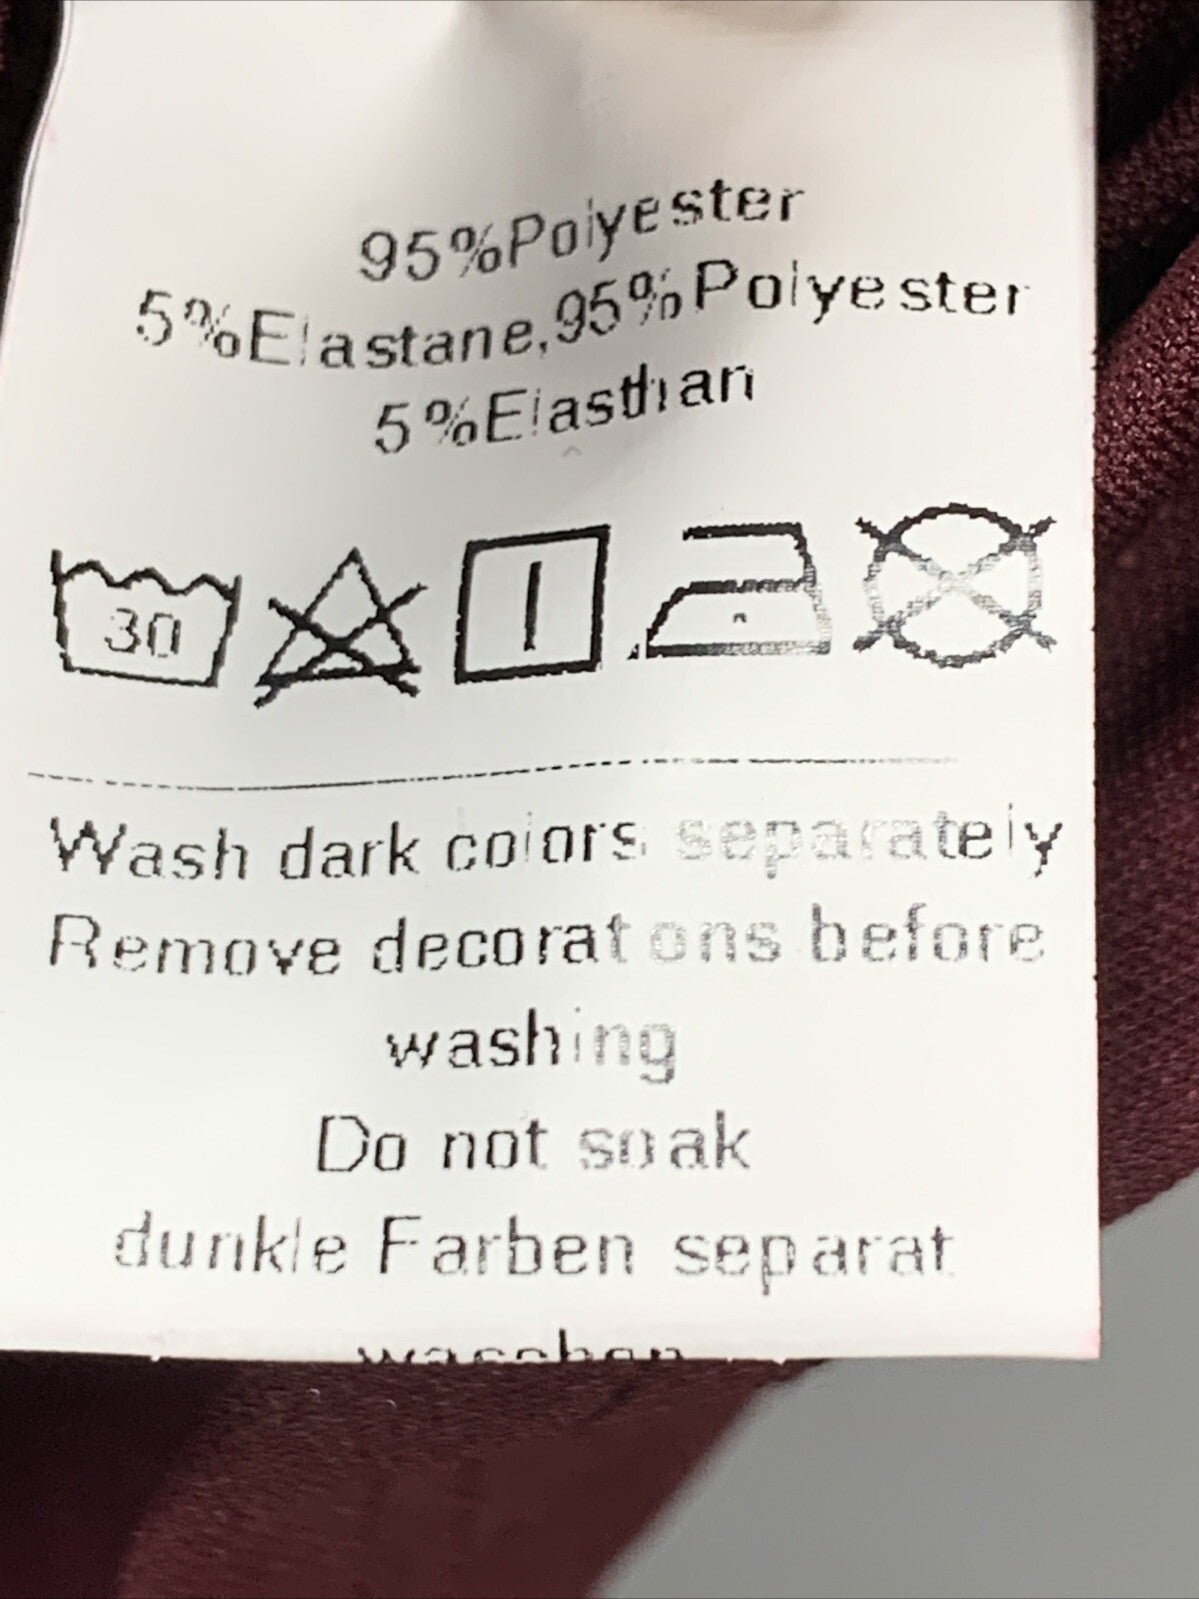 95%Polyester
5%Elastane,95%Polyester
5%Elasthan
30
Wash dark colors separately
Remove decorations before
washing
Do not soak
dunkle Farben separat
waschen